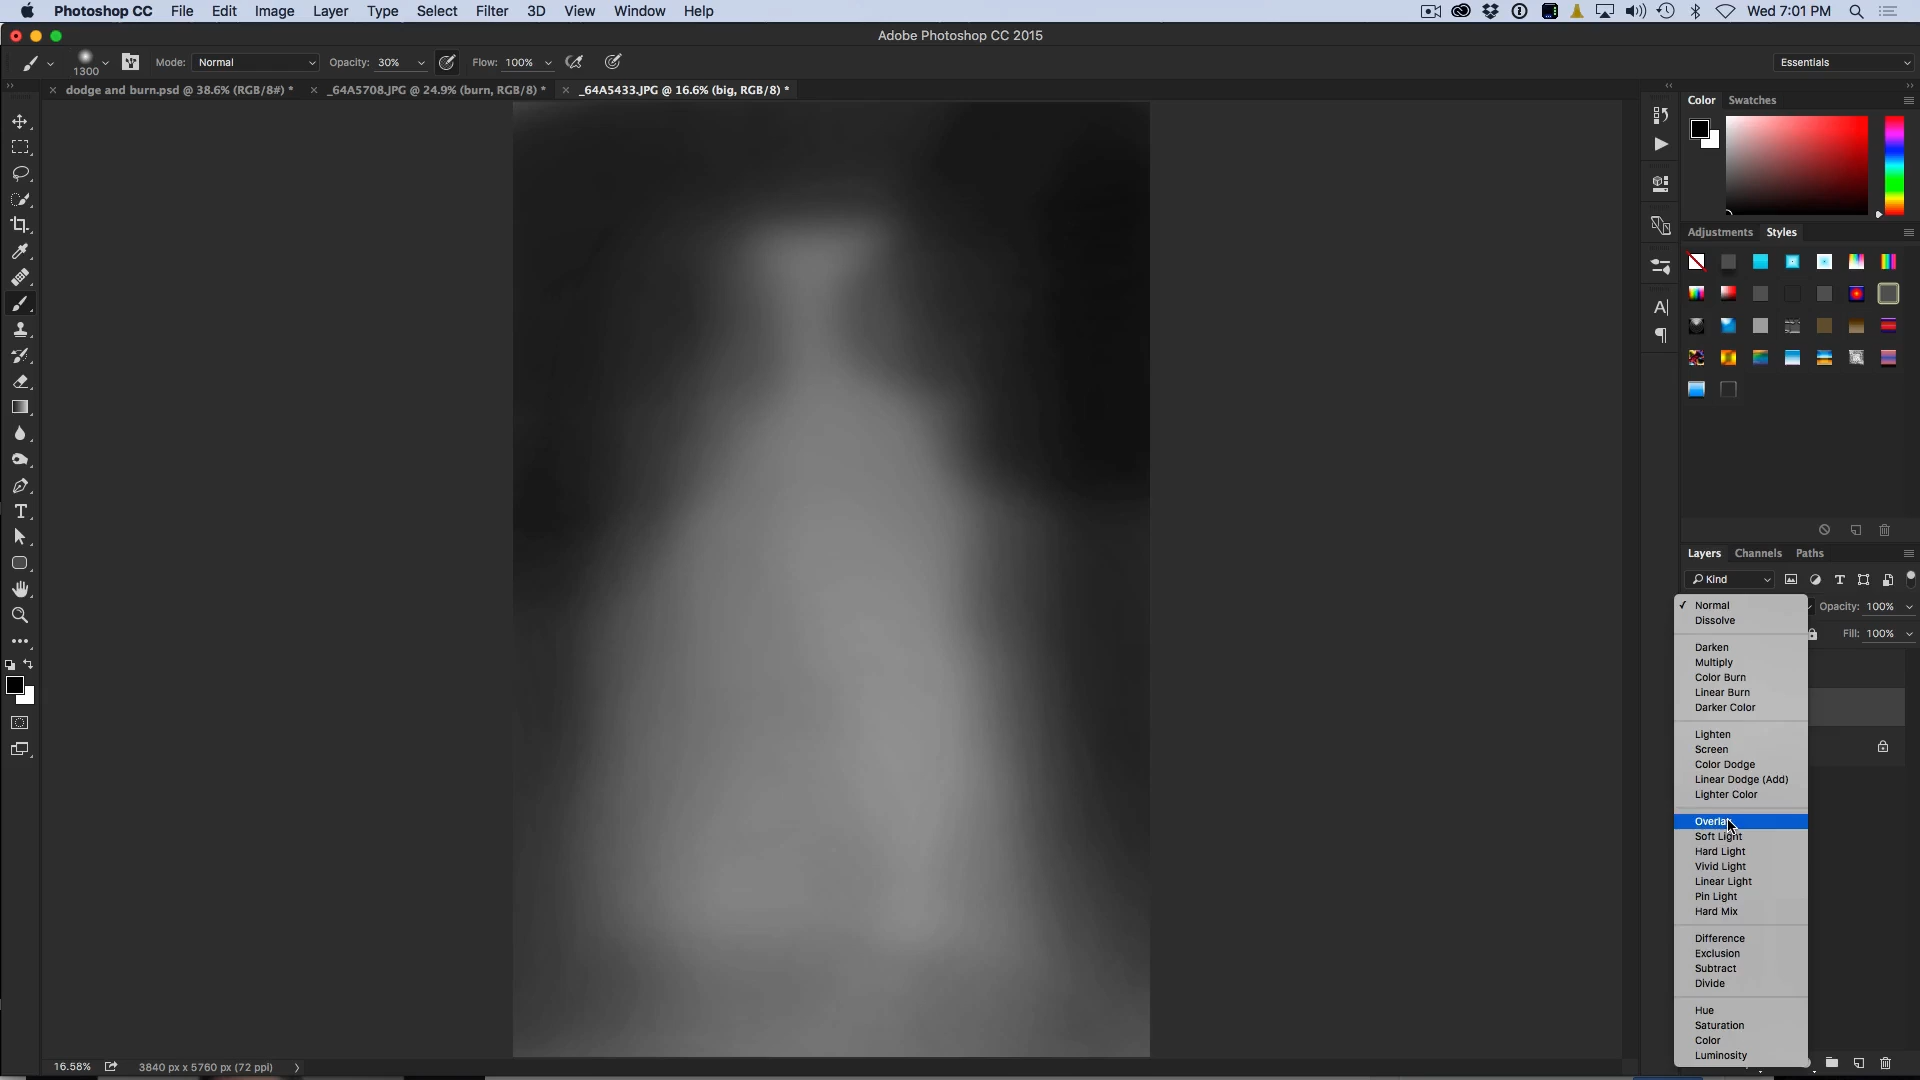 Photoshop CC File Edit Image Layer Type Select Filter 3D View Window Help Wed 7:01 PM
Adobe Photoshop CC 2015
1300 Mode: Normal Opacity: 30% Flow: 100% Essentials
dodge and burn.psd @ 38.6% (RGB/8#) * _64A5708.JPG @ 24.9% (burn, RGB/8) * _64A5433.JPG @ 16.6% (big, RGB/8) *
Color Swatches
Adjustments Styles
Layers Channels Paths
Kind
Normal Opacity: 100%
Dissolve
Fill: 100%
Darken
Multiply
Color Burn
Linear Burn
Darker Color
Lighten
Screen
Color Dodge
Linear Dodge (Add)
Lighter Color
Overlay
Soft Light
Hard Light
Vivid Light
Linear Light
Pin Light
Hard Mix
Difference
Exclusion
Subtract
Divide
Hue
Saturation
Color
Luminosity
16.58% 3840 px x 5760 px (72 ppi)